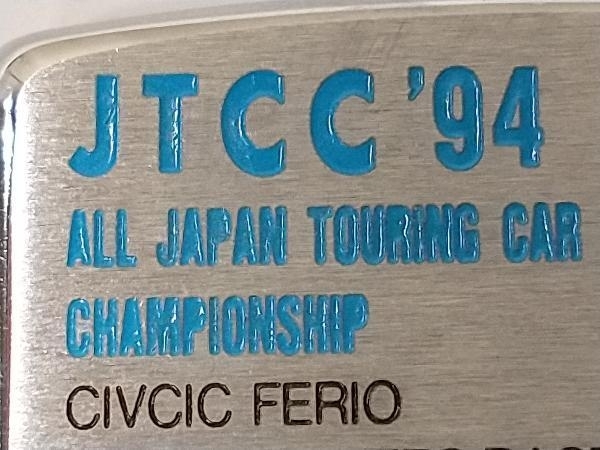 JTCC '94
ALL JAPAN TOURING CAR
CHAMPIONSHIP
CIVCIC FERIO